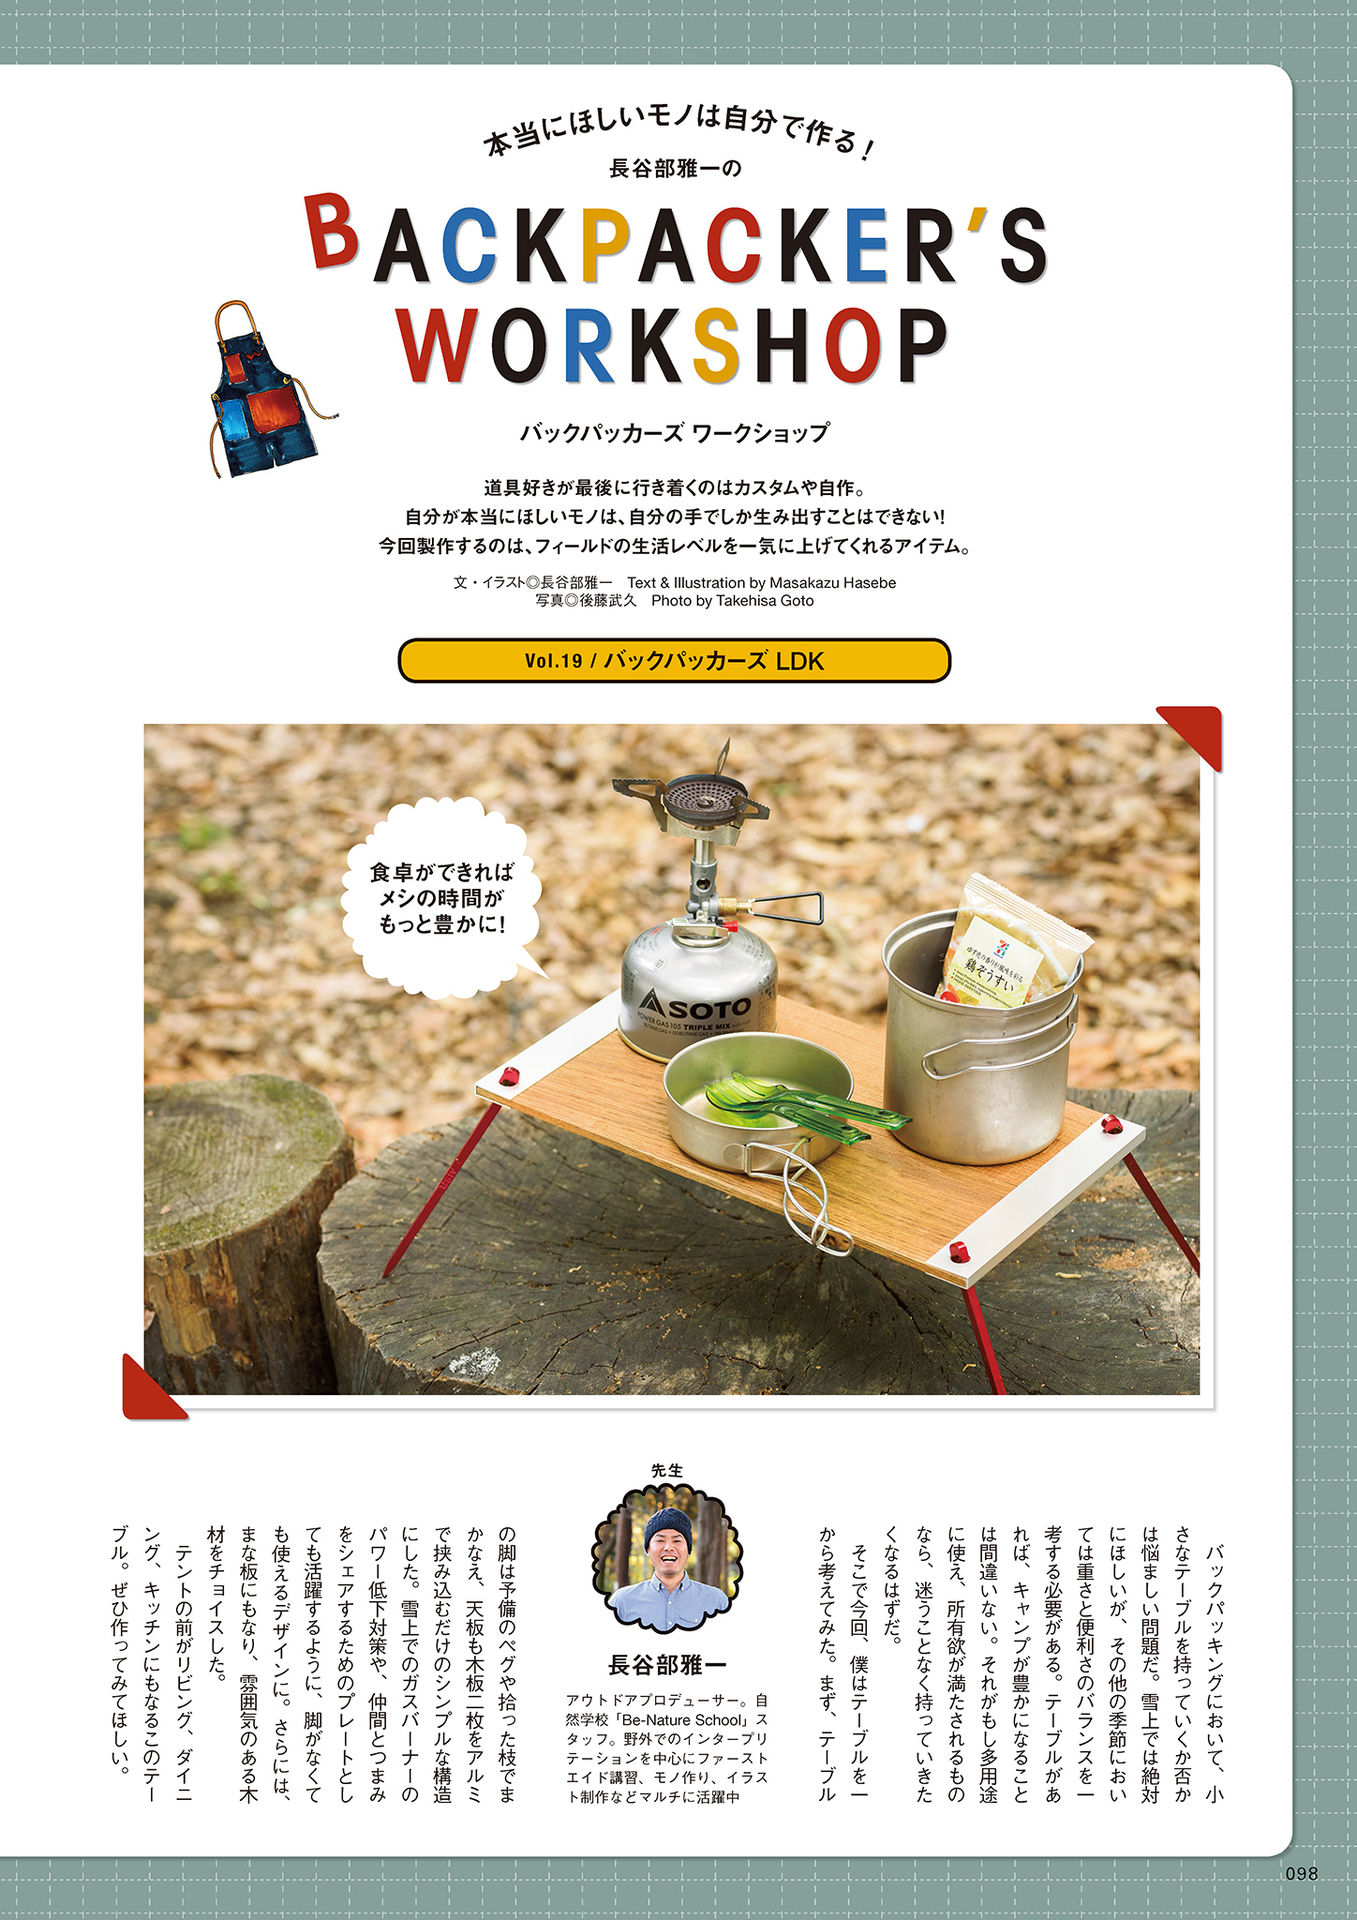 本当にほしいモノは自分で作る!
長谷部雅一の
BACKPACKER'S
WORKSHOP
バックパッカーズ ワークショップ
道具好きが最後に行き着くのはカスタムや自作。
自分が本当にほしいモノは、自分の手でしか生み出すことはできない!
今回製作するのは、フィールドの生活レベルを一気に上げてくれるアイテム。
文・イラスト◎長谷部雅一 Text & Illustration by Masakazu Hasebe
写真◎後藤武久 Photo by Takehisa Goto
Vol.19 / バックパッカーズ LDK
食卓ができれば
メシの時間が
もっと豊かに!
SOTO
POWER GAS 105 TRIPLE MIX
ゆず皮の香りが風味を彩る
鶏ぞうすい
MSR
バックパッキングにおいて、小
さなテーブルを持っていくか否か
は悩ましい問題だ。雪上では絶対
にほしいが、その他の季節におい
ては重さと便利さのバランスを一
考する必要がある。テーブルがあ
れば、キャンプが豊かになること
は間違いない。それがもし多用途
に使え、所有欲が満たされるもの
なら、迷うことなく持っていきた
くなるはずだ。
そこで今回、僕はテーブルを一
から考えてみた。まず、テーブル
の脚は予備のペグや拾った枝でま
かなえ、天板も木板二枚をアルミ
で挟み込むだけのシンプルな構造
にした。雪上でのガスバーナーの
パワー低下対策や、仲間とつまみ
をシェアするためのプレートとし
ても活躍するように、脚がなくて
も使えるデザインに。さらには、
まな板にもなり、雰囲気のある木
材をチョイスした。
テントの前がリビング、ダイニ
ング、キッチンにもなるこのテー
ブル。ぜひ作ってみてほしい。
先生
長谷部雅一
アウトドアプロデューサー。自
然学校「Be-Nature School」ス
タッフ。野外でのインタープリ
テーションを中心にファースト
エイド講習、モノ作り、イラス
ト制作などマルチに活躍中
098